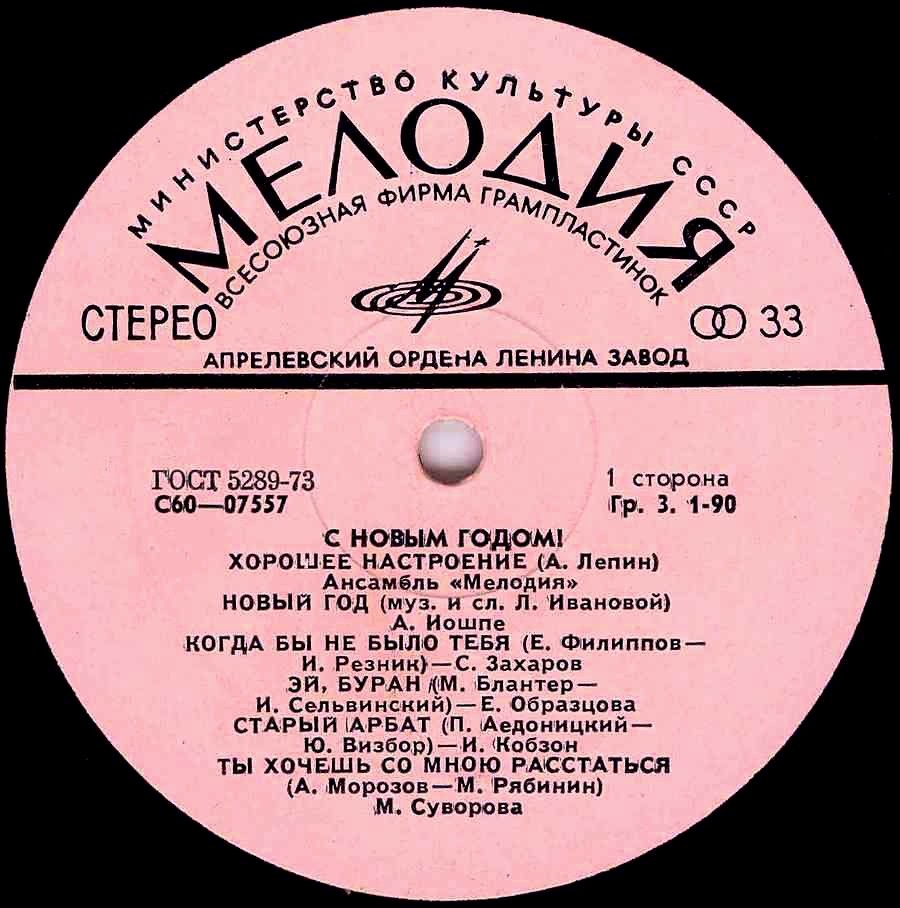 МИНИСТЕРСТВО КУЛЬТУРЫ СССР
МЕЛОДИЯ
ВСЕСОЮЗНАЯ ФИРМА ГРАМПЛАСТИНОК
СТЕРЕО 33
АПРЕЛЕВСКИЙ ОРДЕНА ЛЕНИНА ЗАВОД
ГОСТ 5289-73 1 сторона
С60—07557 Гр. 3. 1-90
С НОВЫМ ГОДОМ!
ХОРОШЕЕ НАСТРОЕНИЕ (А. Лепин)
Ансамбль «Мелодия»
НОВЫЙ ГОД (муз. и сл. Л. Ивановой)
А. Иошпе
КОГДА БЫ НЕ БЫЛО ТЕБЯ (Е. Филиппов—
И. Резник)—С. Захаров
ЭЙ, БУРАН (М. Блантер—
И. Сельвинский)—Е. Образцова
СТАРЫЙ АРБАТ (П. Аедоницкий—
Ю. Визбор)—И. Кобзон
ТЫ ХОЧЕШЬ СО МНОЮ РАССТАТЬСЯ
(А. Морозов—М. Рябинин)
М. Суворова